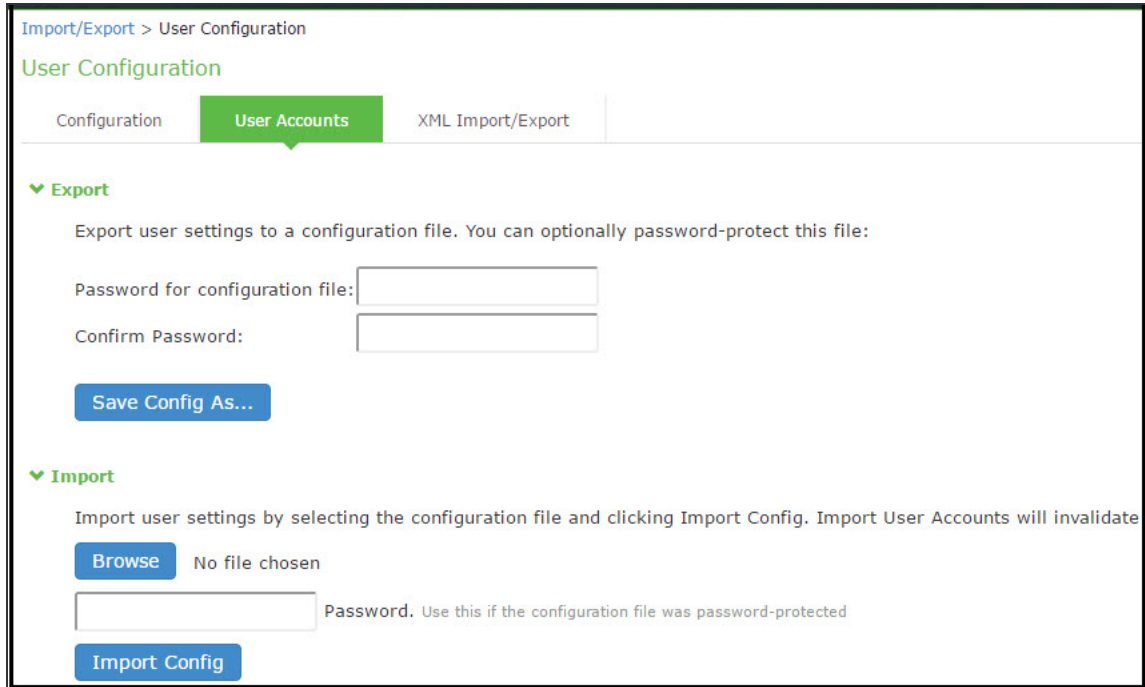 Import/Export > User Configuration
User Configuration
Configuration User Accounts XML Import/Export
Export
Export user settings to a configuration file. You can optionally password-protect this file:
Password for configuration file:
Confirm Password:
Save Config As...
Import
Import user settings by selecting the configuration file and clicking Import Config. Import User Accounts will invalidate
Browse No file chosen
Password. Use this if the configuration file was password-protected
Import Config